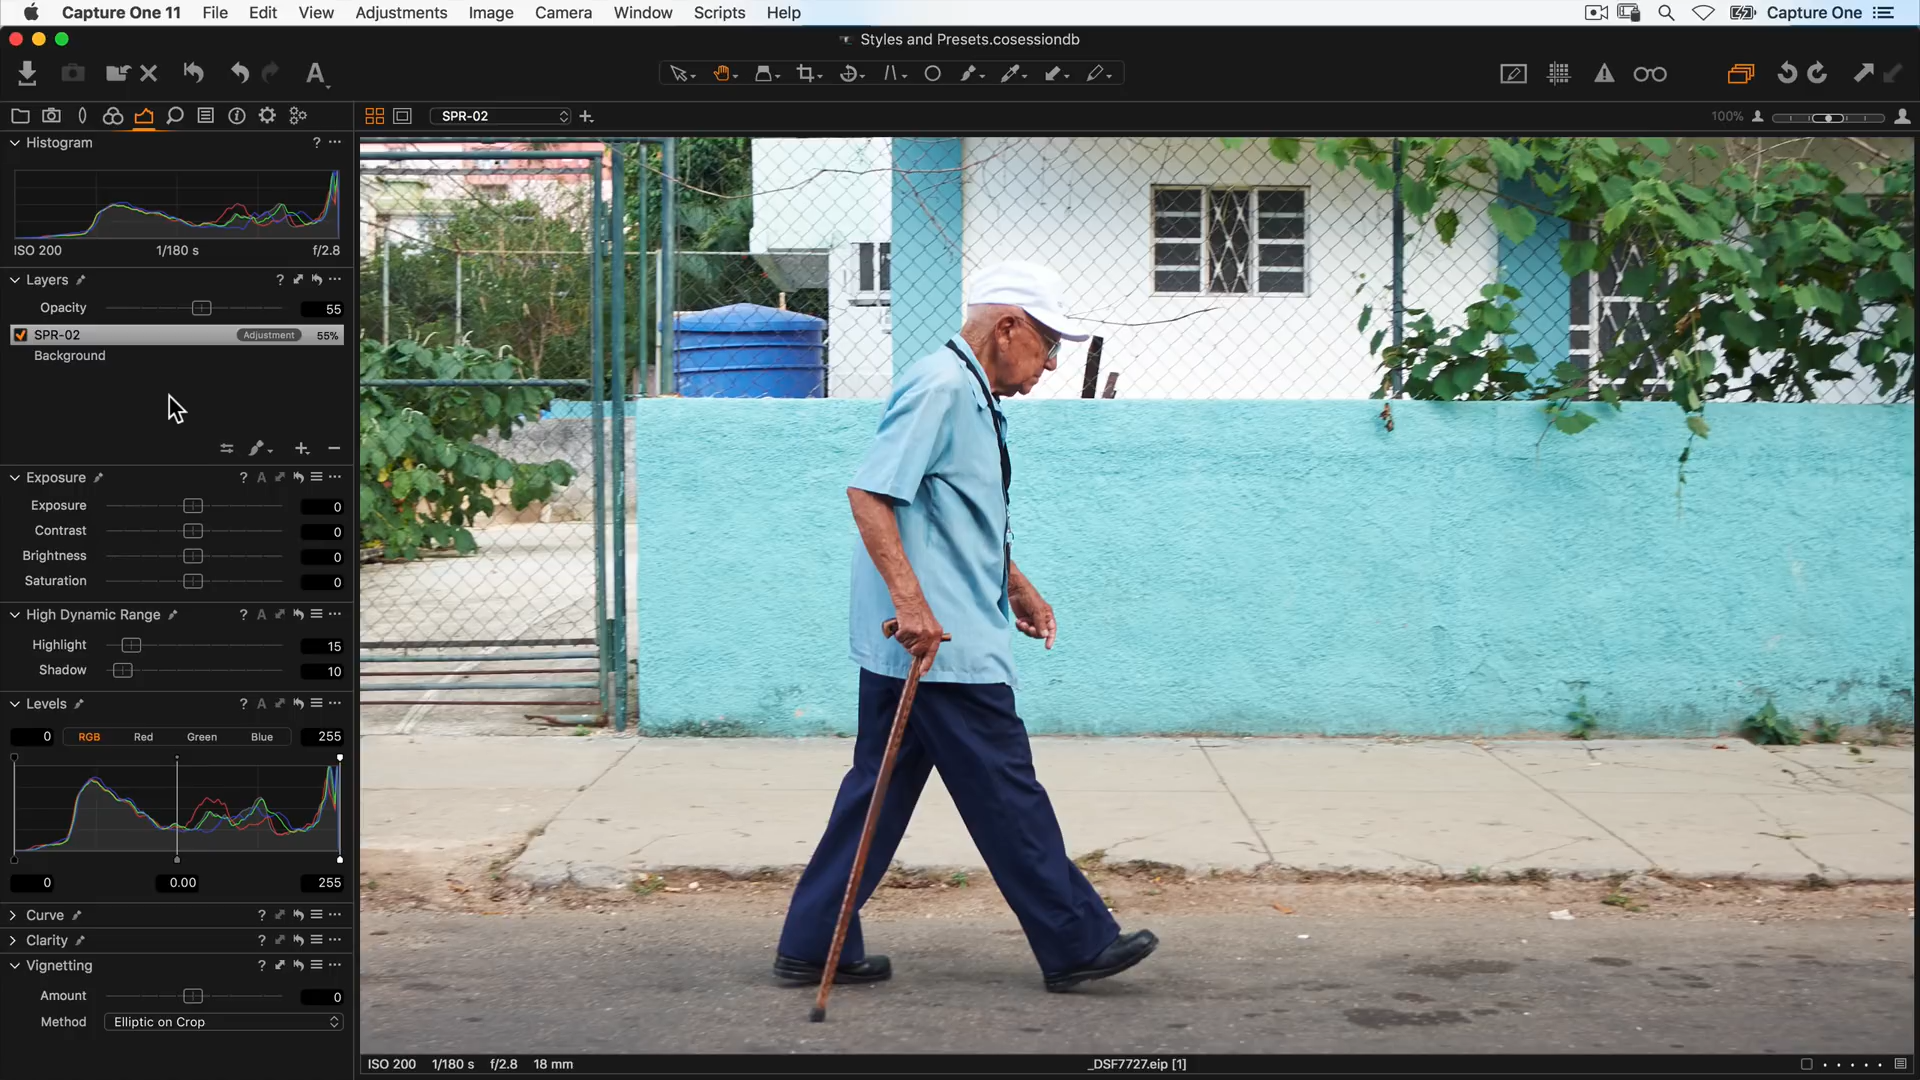 Capture One 11 File Edit View Adjustments Image Camera Window Scripts Help Capture One
Styles and Presets.cosessiondb
SPR-02 100%
Histogram ?
ISO 200 1/180 s f/2.8
Layers ?
Opacity 55
SPR-02 Adjustment 55%
Background
Exposure ? A
Exposure 0
Contrast 0
Brightness 0
Saturation 0
High Dynamic Range ? A
Highlight 15
Shadow 10
Levels ? A
0 RGB Red Green Blue 255
0 0.00 255
Curve ?
Clarity ?
Vignetting ?
Amount 0
Method Elliptic on Crop
ISO 200 1/180 s f/2.8 18 mm _DSF7727.eip [1]